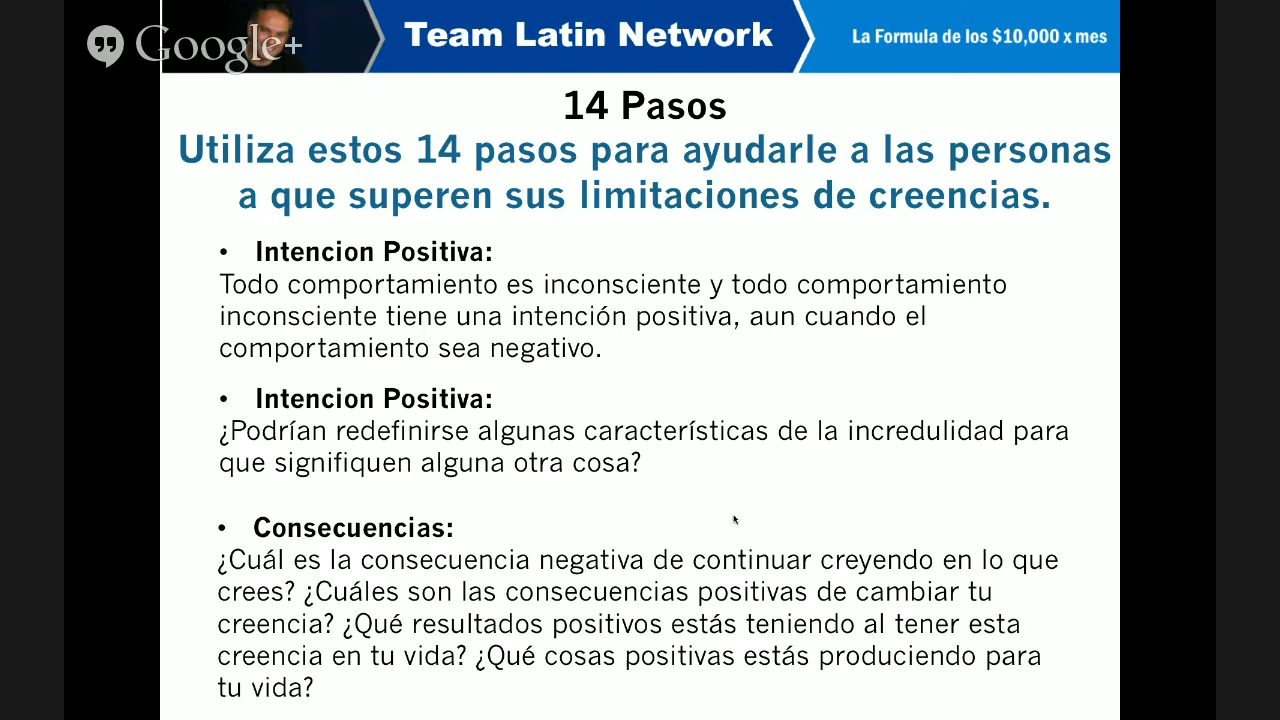 Google+
Team Latin Network
La Formula de los $10,000 x mes
14 Pasos
Utiliza estos 14 pasos para ayudarle a las personas
a que superen sus limitaciones de creencias.
• Intencion Positiva:
Todo comportamiento es inconsciente y todo comportamiento
inconsciente tiene una intención positiva, aun cuando el
comportamiento sea negativo.
• Intencion Positiva:
¿Podrían redefinirse algunas características de la incredulidad para
que signifiquen alguna otra cosa?
• Consecuencias:
¿Cuál es la consecuencia negativa de continuar creyendo en lo que
crees? ¿Cuáles son las consecuencias positivas de cambiar tu
creencia? ¿Qué resultados positivos estás teniendo al tener esta
creencia en tu vida? ¿Qué cosas positivas estás produciendo para
tu vida?